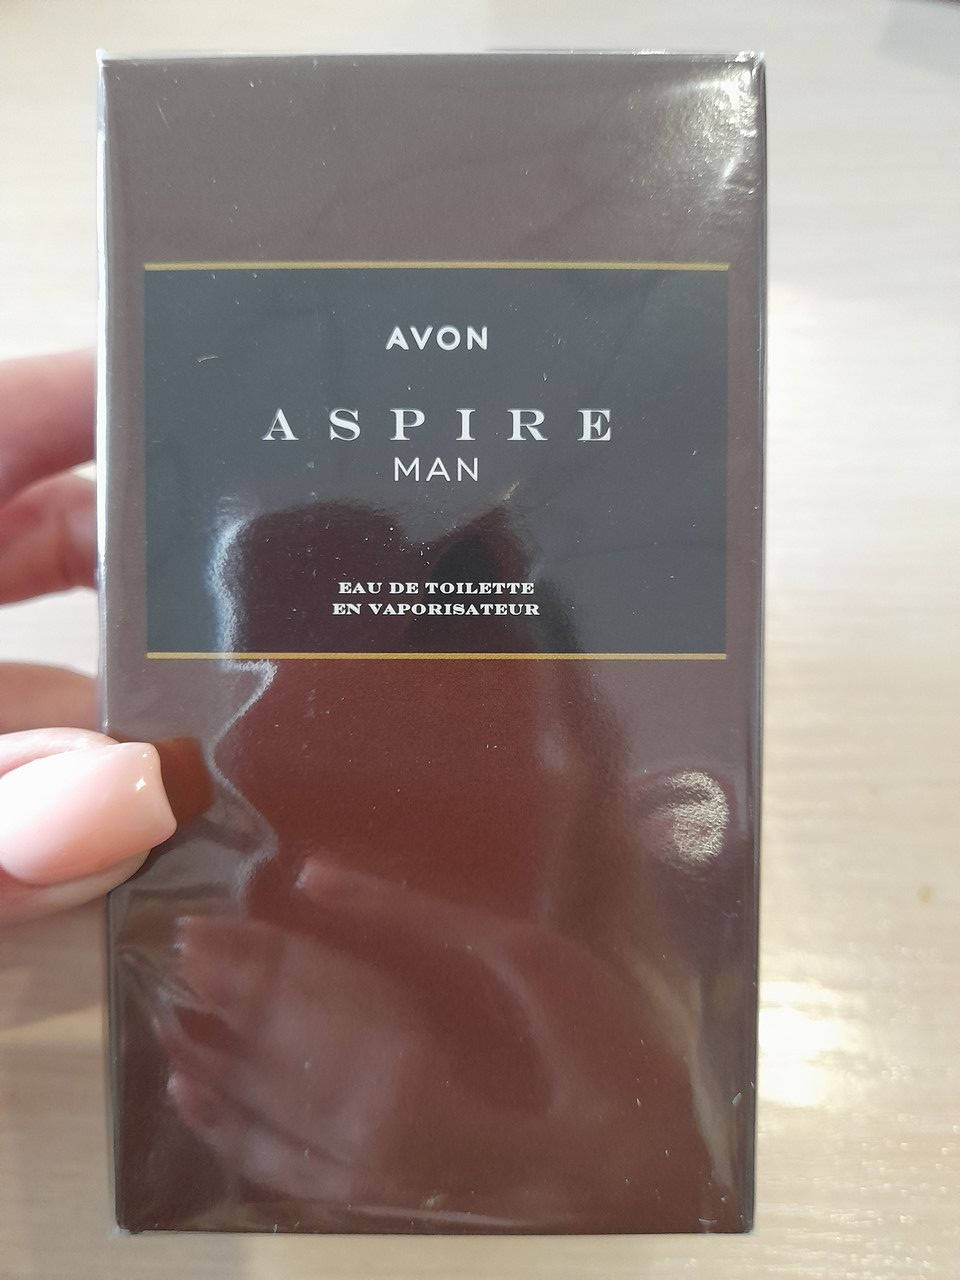 AVON
ASPIRE
MAN
EAU DE TOILETTE
EN VAPORISATEUR